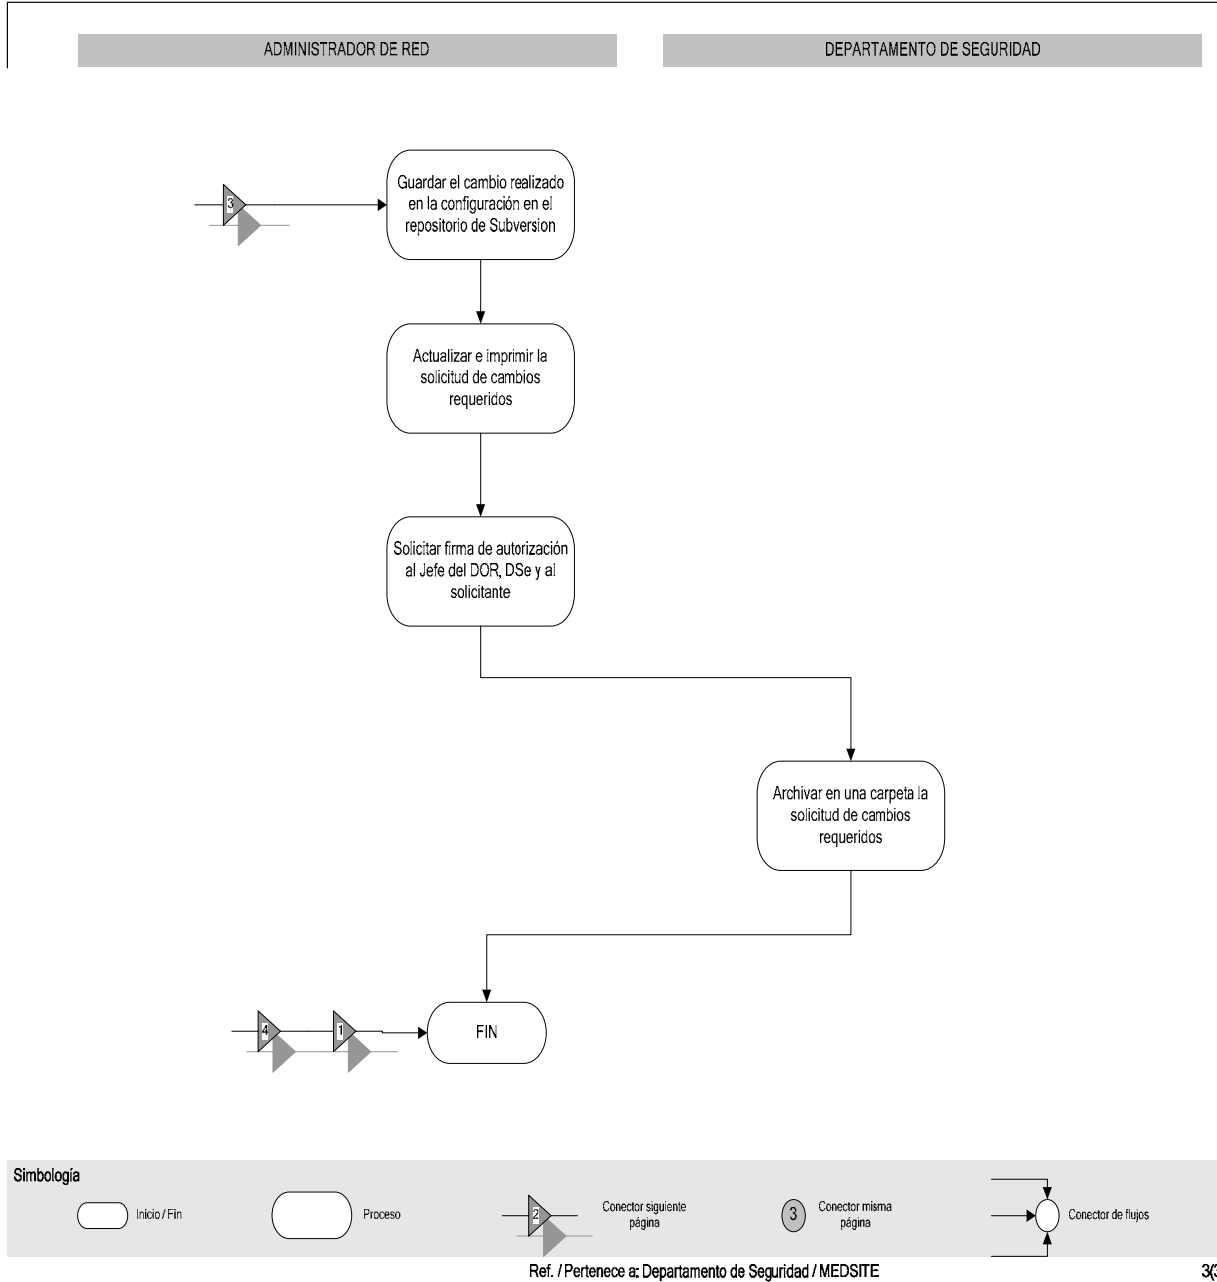 ADMINISTRADOR DE RED
DEPARTAMENTO DE SEGURIDAD
Guardar el cambio realizado
en la configuración en el
repositorio de Subversion
3
Actualizar e imprimir la
solicitud de cambios
requeridos
Solicitar firma de autorización
al Jefe del DOR, DSe y al
solicitante
Archivar en una carpeta la
solicitud de cambios
requeridos
4
1
FIN
Simbología
Inicio / Fin
Proceso
2
Conector siguiente
página
3
Conector misma
página
Conector de flujos
Ref. / Pertenece a: Departamento de Seguridad / MEDSITE